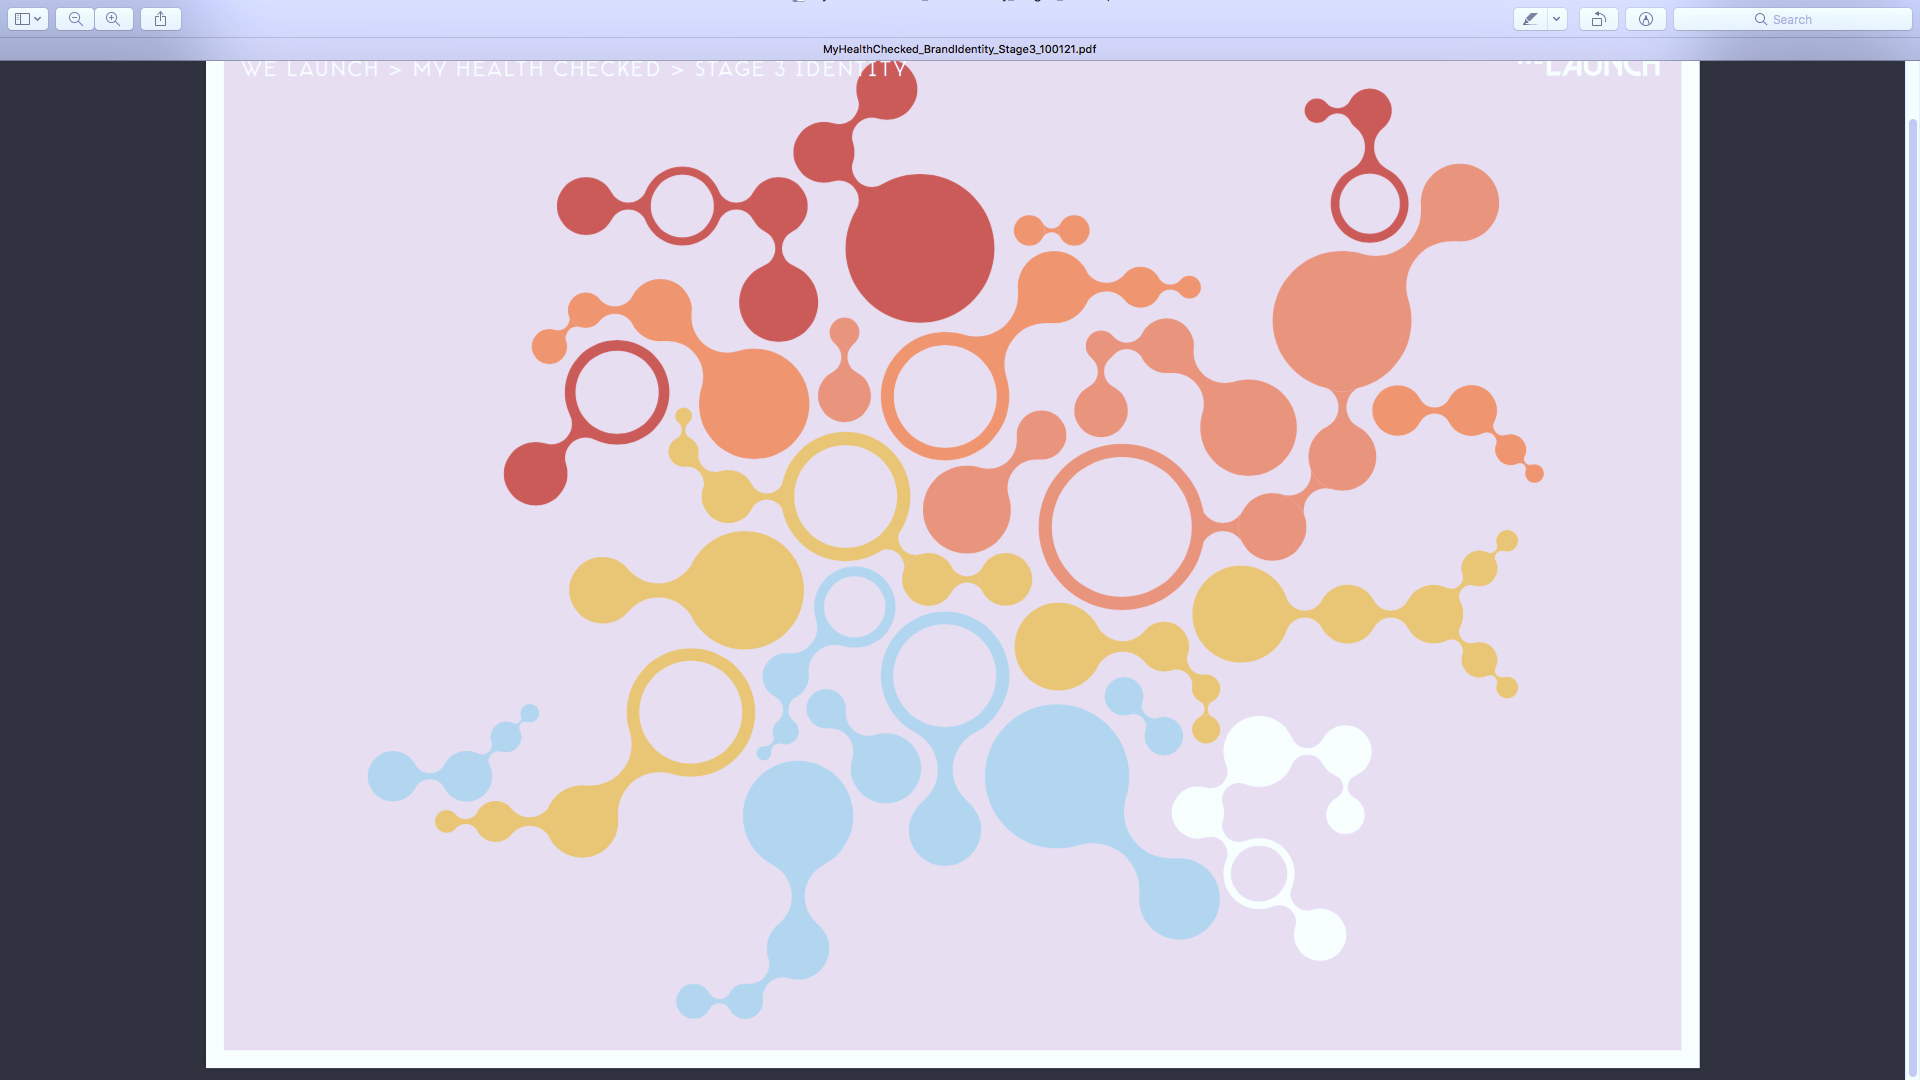 Search
MyHealthChecked_BrandIdentity_Stage3_100121.pdf
WE LAUNCH > MY HEALTH CHECKED > STAGE 3 IDENTITY
LAUNCH